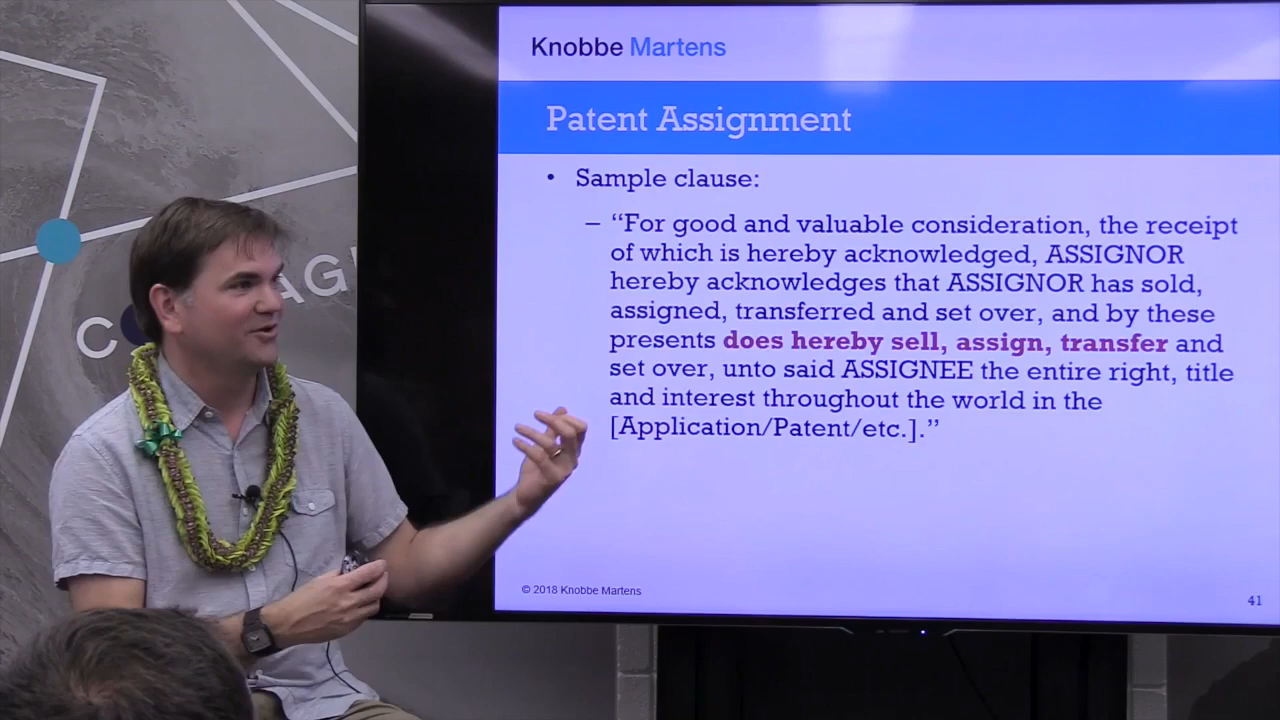 Knobbe Martens
Patent Assignment
• Sample clause:
– “For good and valuable consideration, the receipt
of which is hereby acknowledged, ASSIGNOR
hereby acknowledges that ASSIGNOR has sold,
assigned, transferred and set over, and by these
presents does hereby sell, assign, transfer and
set over, unto said ASSIGNEE the entire right, title
and interest throughout the world in the
[Application/Patent/etc.].”
© 2018 Knobbe Martens
41